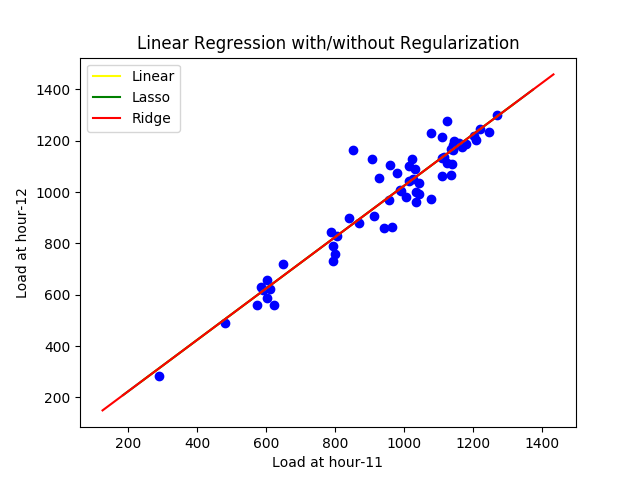 Linear Regression with/without Regularization
Linear
Lasso
Ridge
1400
1200
1000
800
600
400
200
Load at hour-12
200 400 600 800 1000 1200 1400
Load at hour-11